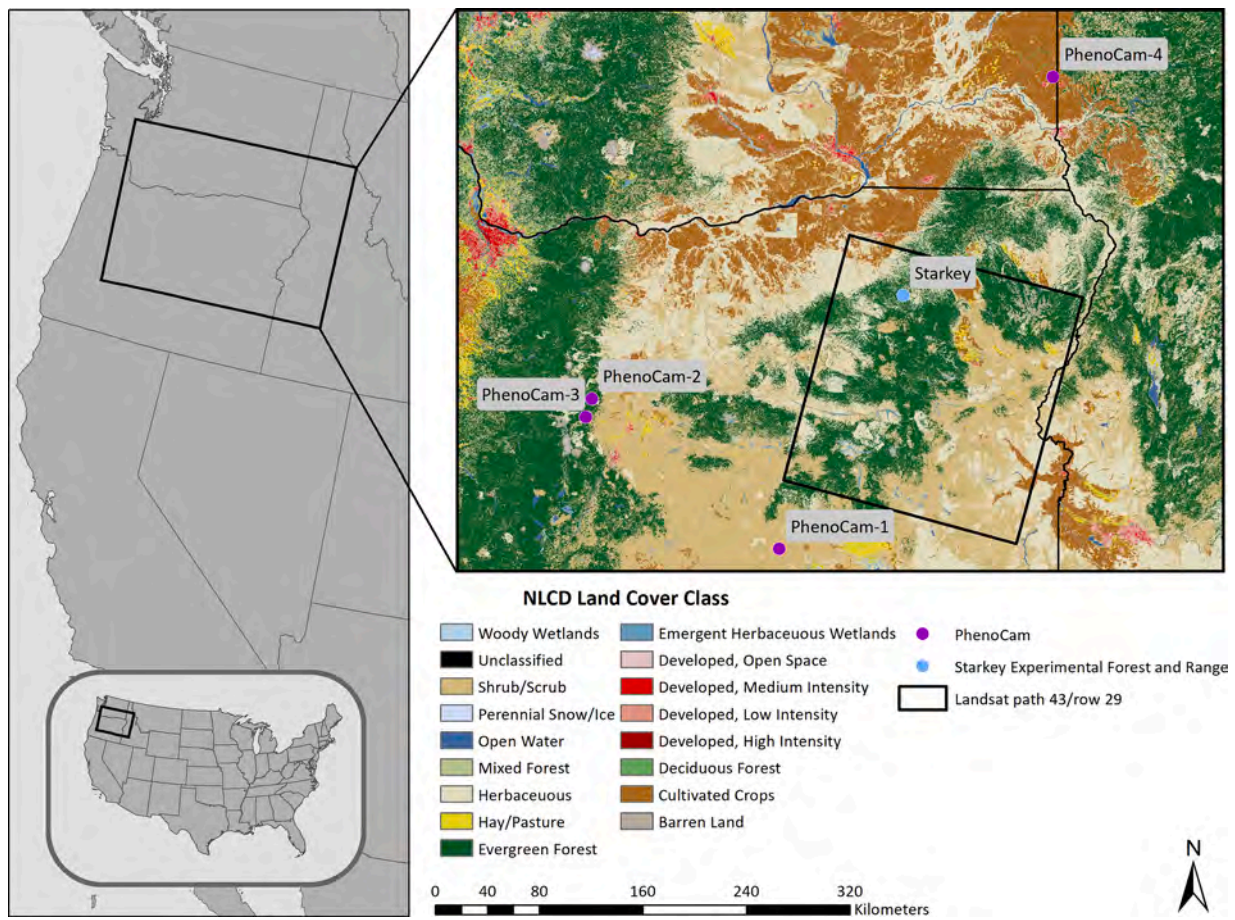 PhenoCam-4
Starkey
PhenoCam-2
PhenoCam-3
PhenoCam-1
NLCD Land Cover Class
Woody Wetlands
Unclassified
Shrub/Scrub
Perennial Snow/Ice
Open Water
Mixed Forest
Herbaceuous
Hay/Pasture
Evergreen Forest
Emergent Herbaceuous Wetlands
Developed, Open Space
Developed, Medium Intensity
Developed, Low Intensity
Developed, High Intensity
Deciduous Forest
Cultivated Crops
Barren Land
PhenoCam
Starkey Experimental Forest and Range
Landsat path 43/row 29
N
0 40 80 160 240 320
Kilometers